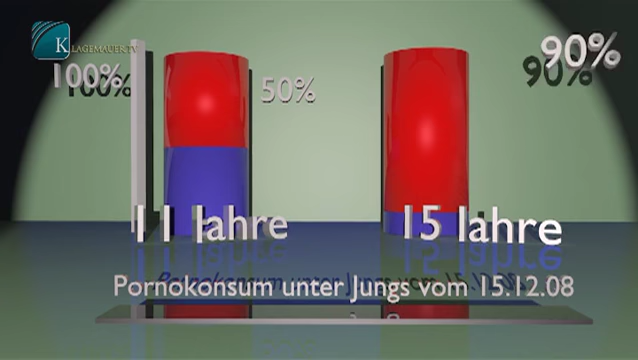 KLAGEMAUER.TV
100%
50%
90%
11 Jahre
15 Jahre
Pornokonsum unter Jungs vom 15.12.08